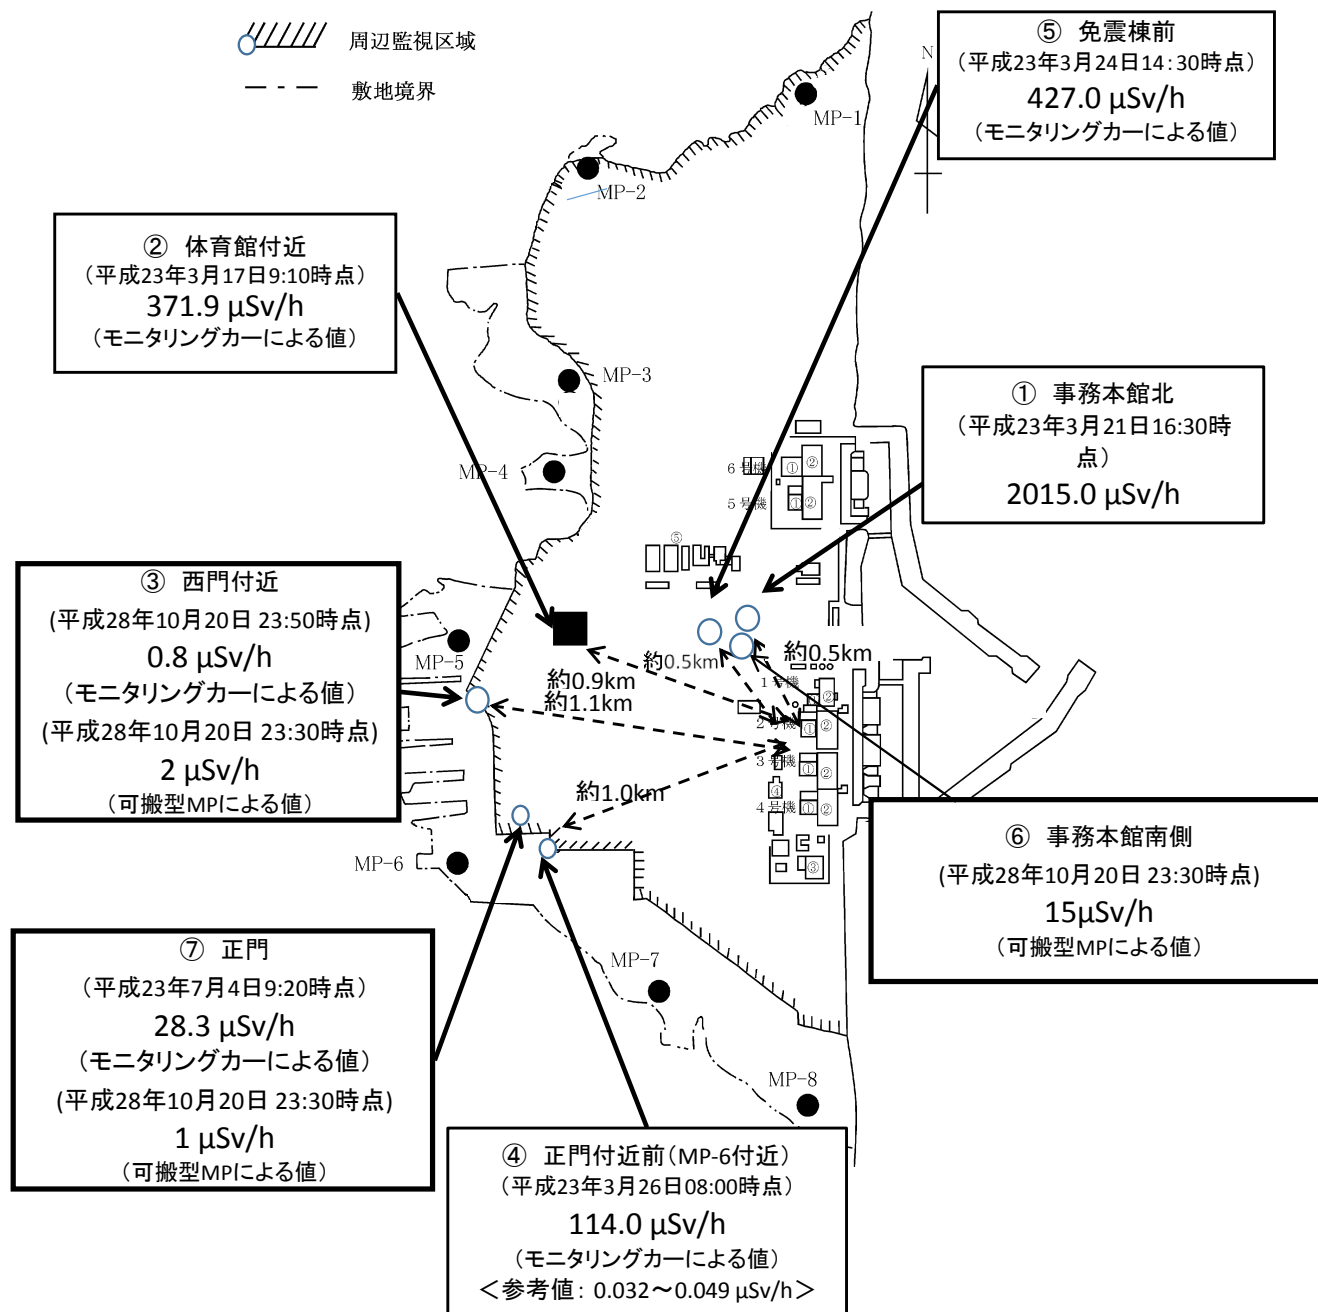 周辺監視区域
敷地境界
⑤ 免震棟前
（平成23年3月24日14:30時点）
427.0 μSv/h
（モニタリングカーによる値）
N
MP-1
MP-2
② 体育館付近
（平成23年3月17日9:10時点）
371.9 μSv/h
（モニタリングカーによる値）
MP-3
① 事務本館北
（平成23年3月21日16:30時
点）
2015.0 μSv/h
MP-4
6号機
①
②
5号機
①
②
⑤
③ 西門付近
(平成28年10月20日 23:50時点)
0.8 μSv/h
（モニタリングカーによる値）
(平成28年10月20日 23:30時点)
2 μSv/h
（可搬型MPによる値）
MP-5
約0.5km
約0.5km
約0.9km
約1.1km
1号機
②
2号機
①
②
3号機
①
②
④
4号機
①
②
③
約1.0km
MP-6
⑥ 事務本館南側
(平成28年10月20日 23:30時点)
15μSv/h
（可搬型MPによる値）
⑦ 正門
（平成23年7月4日9:20時点）
28.3 μSv/h
（モニタリングカーによる値）
(平成28年10月20日 23:30時点)
1 μSv/h
（可搬型MPによる値）
MP-7
MP-8
④ 正門付近前（MP-6付近）
（平成23年3月26日08:00時点）
114.0 μSv/h
（モニタリングカーによる値）
＜参考値： 0.032～0.049 μSv/h＞